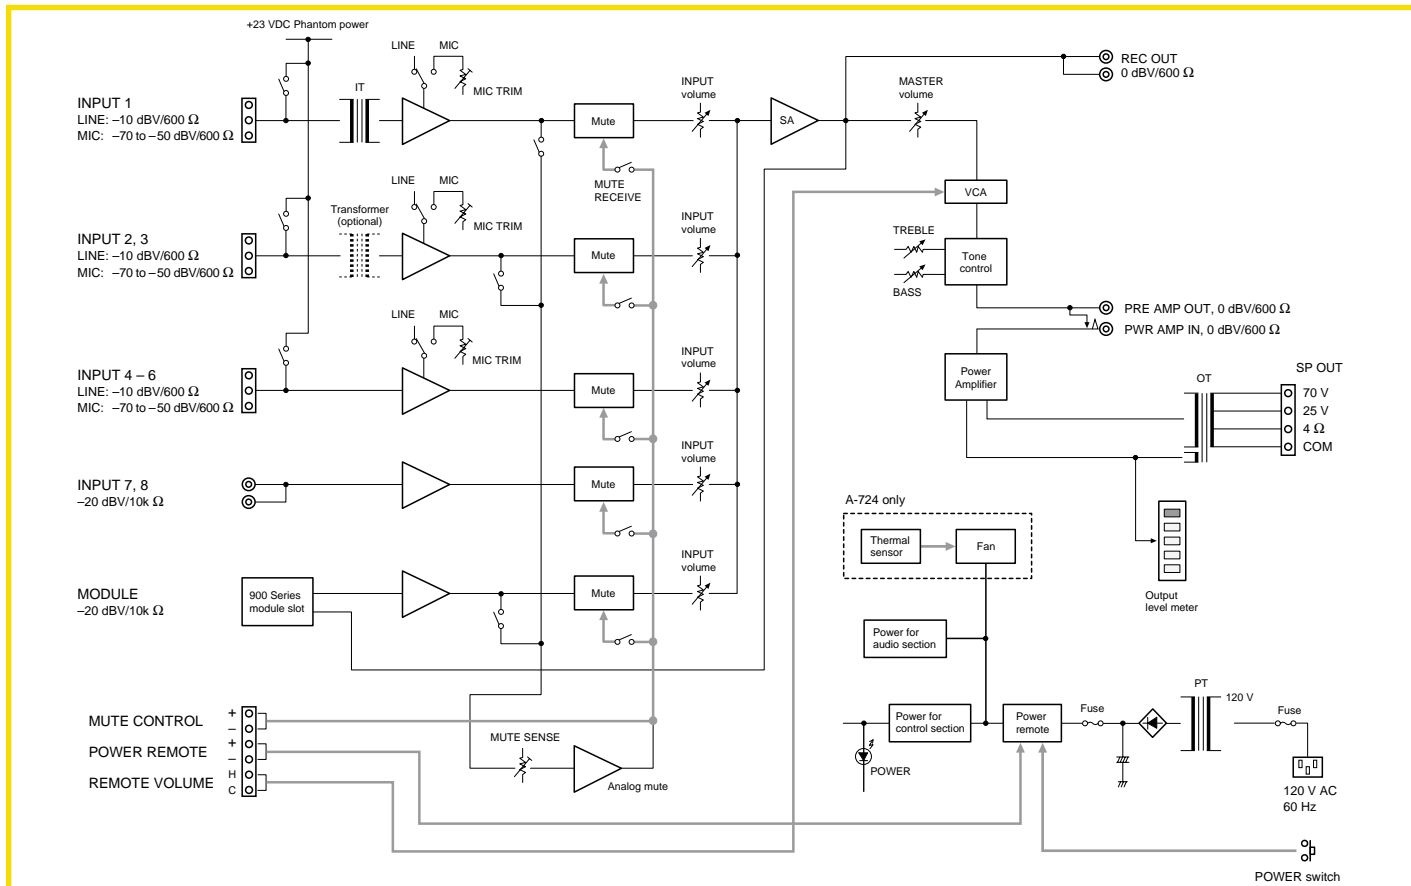 +23 VDC Phantom power
LINE
MIC
MIC TRIM
IT
INPUT 1
LINE: –10 dBV/600 Ω
MIC: –70 to –50 dBV/600 Ω
Mute
INPUT
volume
SA
MASTER
volume
REC OUT
0 dBV/600 Ω
MUTE
RECEIVE
VCA
LINE
MIC
MIC TRIM
Transformer
(optional)
INPUT 2, 3
LINE: –10 dBV/600 Ω
MIC: –70 to –50 dBV/600 Ω
Mute
INPUT
volume
TREBLE
BASS
Tone
control
PRE AMP OUT, 0 dBV/600 Ω
PWR AMP IN, 0 dBV/600 Ω
LINE
MIC
MIC TRIM
INPUT 4 – 6
LINE: –10 dBV/600 Ω
MIC: –70 to –50 dBV/600 Ω
Mute
INPUT
volume
Power
Amplifier
OT
SP OUT
70 V
25 V
4 Ω
COM
INPUT 7, 8
–20 dBV/10k Ω
Mute
INPUT
volume
A-724 only
Thermal
sensor
Fan
Output
level meter
MODULE
–20 dBV/10k Ω
900 Series
module slot
Mute
INPUT
volume
Power for
audio section
MUTE CONTROL
+
–
POWER REMOTE
+
–
REMOTE VOLUME
H
C
MUTE SENSE
Analog mute
Power for
control section
POWER
Power
remote
Fuse
PT
120 V
Fuse
120 V AC
60 Hz
POWER switch